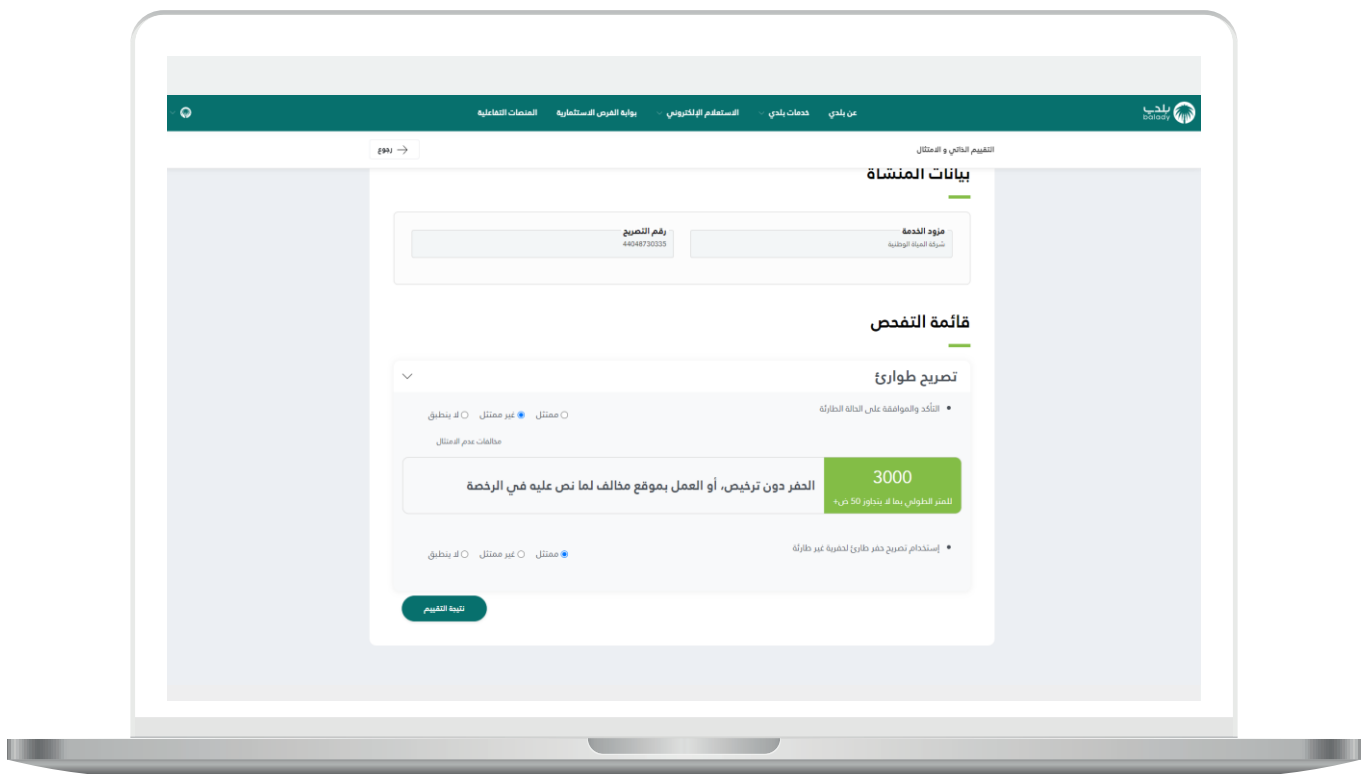 بلدي
balady
عن بلدي
خدمات بلدي
الاستعلام الإلكتروني
بوابة الفرص الاستثمارية
المنصات التفاعلية
التقييم الذاتي و الامتثال
رجوع
بيانات المنشأة
مزود الخدمة
شركة المياة الوطنية
رقم التصريح
44048730335
قائمة التفحص
تصريح طوارئ
التأكد والموافقة على الحالة الطارئة
ممتثل غير ممتثل لا ينطبق
مخالفات عدم الامتثال
3000
للمتر الطولي بما لا يتجاوز 50 ض+
الحفر دون ترخيص، أو العمل بموقع مخالف لما نص عليه في الرخصة
إستخدام تصريح حفر طارئ لحفرية غير طارئة
ممتثل غير ممتثل لا ينطبق
نتيجة التقييم